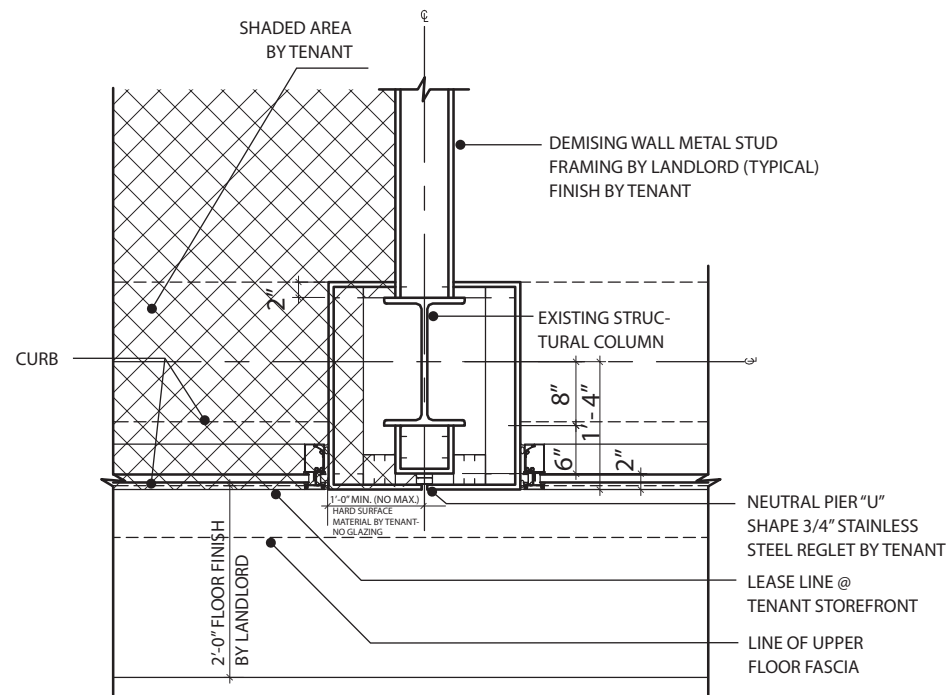 ℄
SHADED AREA
BY TENANT
DEMISING WALL METAL STUD
FRAMING BY LANDLORD (TYPICAL)
FINISH BY TENANT
2"
EXISTING STRUC-
TURAL COLUMN
CURB
℄
8"
1'-4"
6"
2"
1'-0" MIN. (NO MAX.)
HARD SURFACE
MATERIAL BY TENANT-
NO GLAZING
NEUTRAL PIER “U”
SHAPE 3/4” STAINLESS
STEEL REGLET BY TENANT
2'-0" FLOOR FINISH
BY LANDLORD
LEASE LINE @
TENANT STOREFRONT
LINE OF UPPER
FLOOR FASCIA